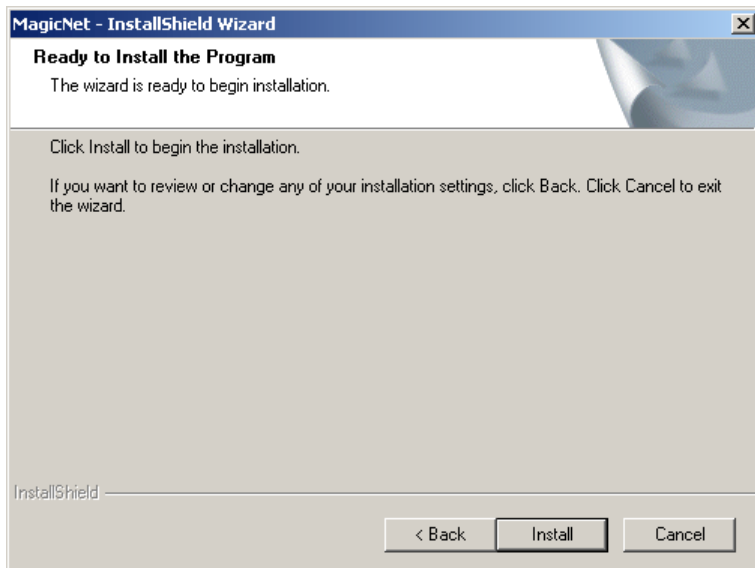 MagicNet - InstallShield Wizard
Ready to Install the Program
The wizard is ready to begin installation.
Click Install to begin the installation.
If you want to review or change any of your installation settings, click Back. Click Cancel to exit
the wizard.
InstallShield
< Back Install Cancel